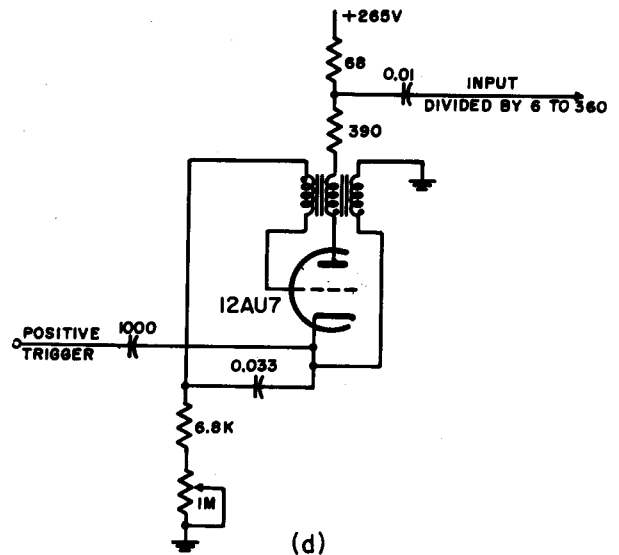 +265V
68
0.01
INPUT
DIVIDED BY 6 TO 360
390
12AU7
1000
POSITIVE
TRIGGER
0.033
6.8K
1M
(d)